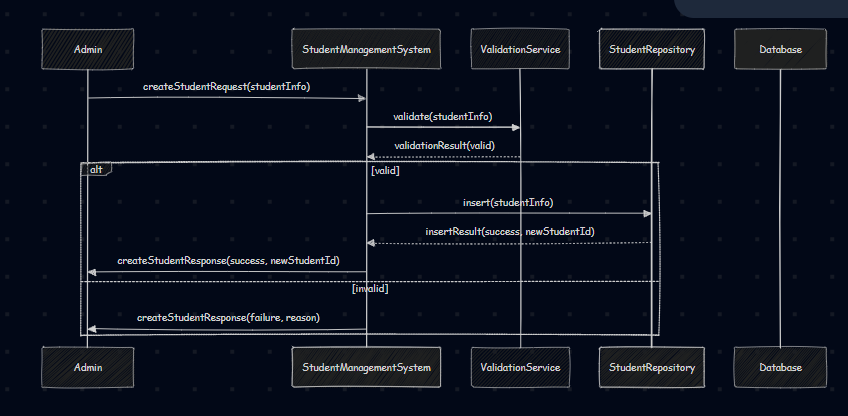 Admin
StudentManagementSystem
ValidationService
StudentRepository
Database
createStudentRequest(studentInfo)
validate(studentInfo)
validationResult(valid)
alt
[valid]
insert(studentInfo)
insertResult(success, newStudentId)
createStudentResponse(success, newStudentId)
[invalid]
createStudentResponse(failure, reason)
Admin
StudentManagementSystem
ValidationService
StudentRepository
Database